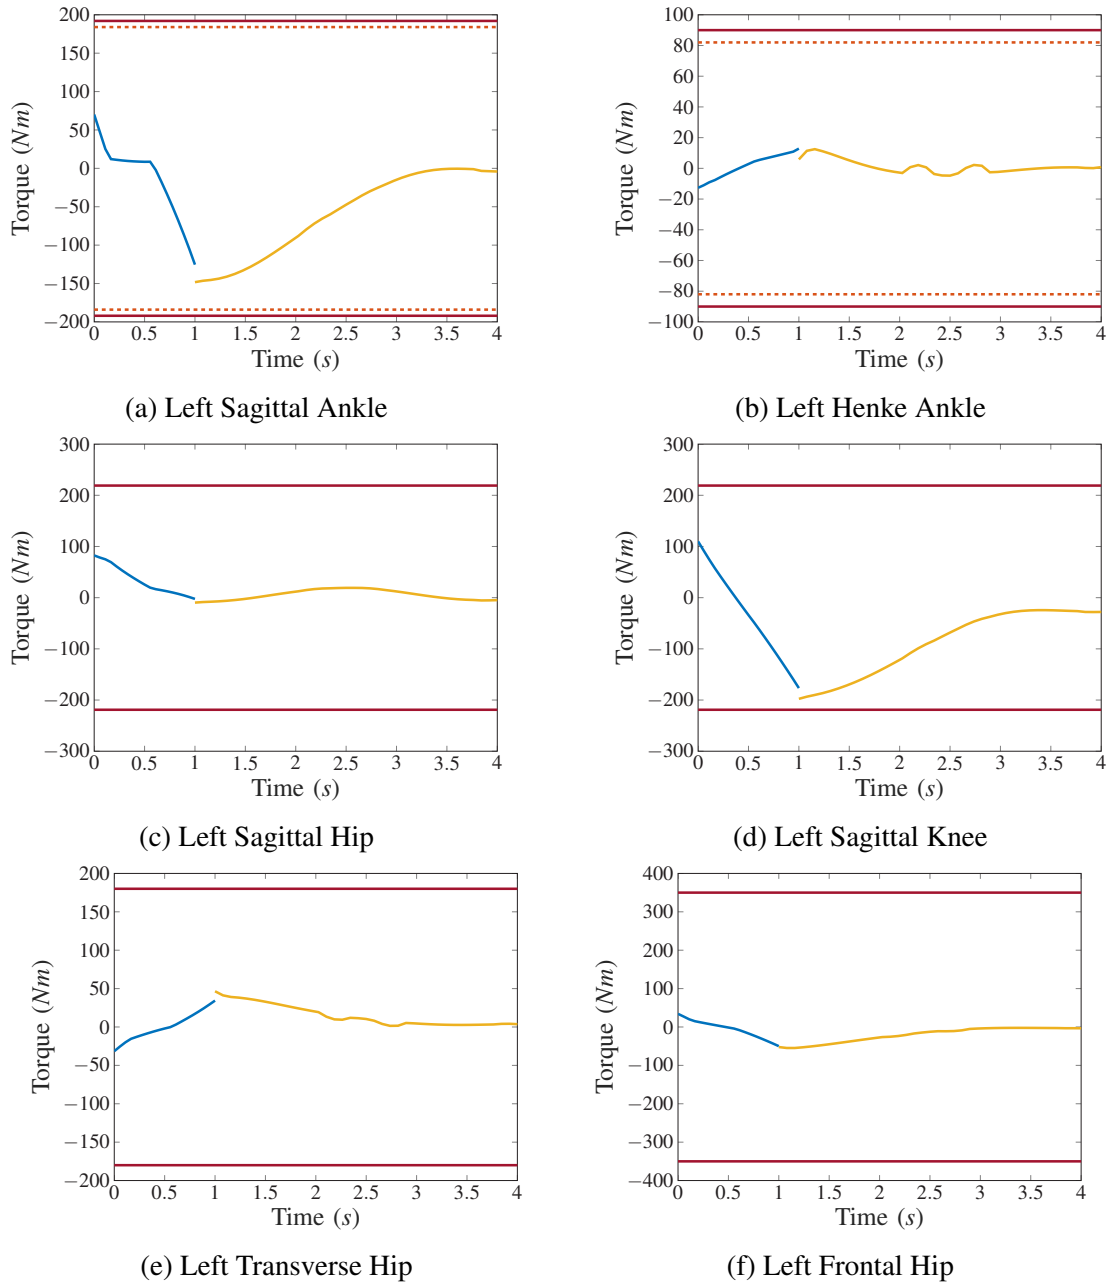 200
150
100
50
0
−50
−100
−150
−200
0 0.5 1 1.5 2 2.5 3 3.5 4
Torque (Nm)
Time (s)
(a) Left Sagittal Ankle
100
80
60
40
20
0
−20
−40
−60
−80
−100
0 0.5 1 1.5 2 2.5 3 3.5 4
Torque (Nm)
Time (s)
(b) Left Henke Ankle
300
200
100
0
−100
−200
−300
0 0.5 1 1.5 2 2.5 3 3.5 4
Torque (Nm)
Time (s)
(c) Left Sagittal Hip
300
200
100
0
−100
−200
−300
0 0.5 1 1.5 2 2.5 3 3.5 4
Torque (Nm)
Time (s)
(d) Left Sagittal Knee
200
150
100
50
0
−50
−100
−150
−200
0 0.5 1 1.5 2 2.5 3 3.5 4
Torque (Nm)
Time (s)
(e) Left Transverse Hip
400
300
200
100
0
−100
−200
−300
−400
0 0.5 1 1.5 2 2.5 3 3.5 4
Torque (Nm)
Time (s)
(f) Left Frontal Hip